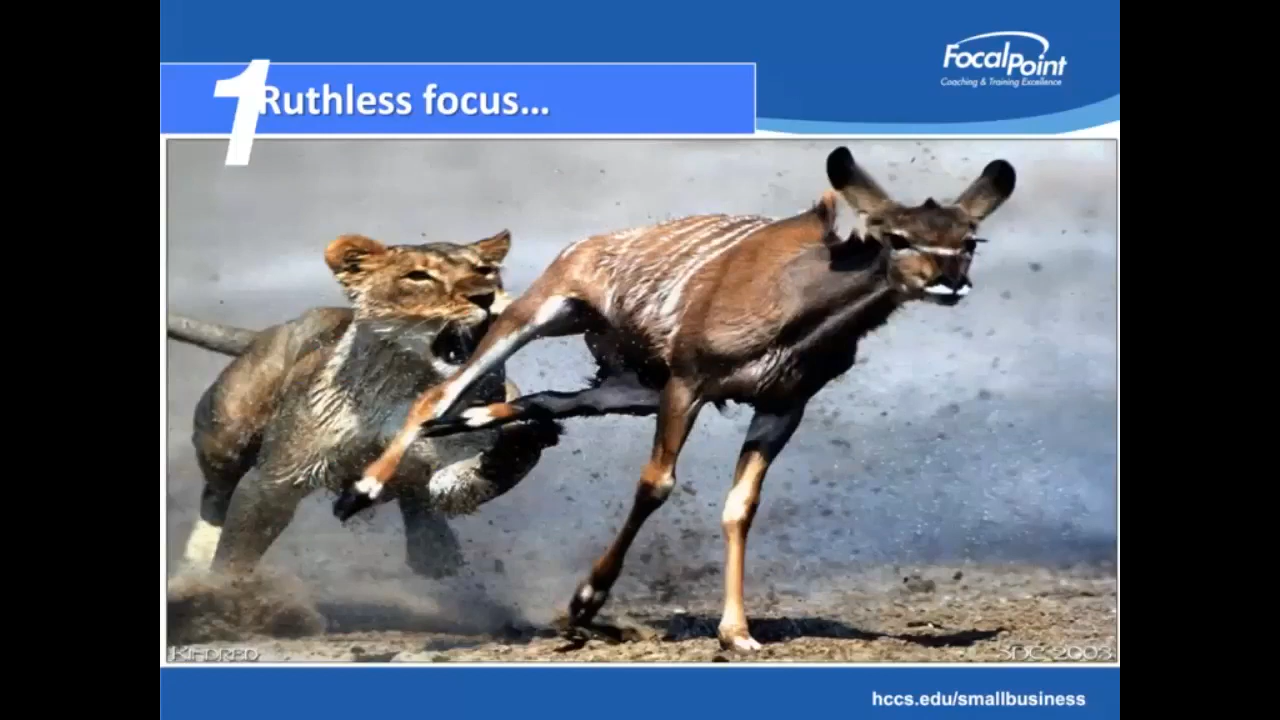 FocalPoint
Coaching & Training Excellence
1
Ruthless focus...
KINDRED
SDC 2003
hccs.edu/smallbusiness